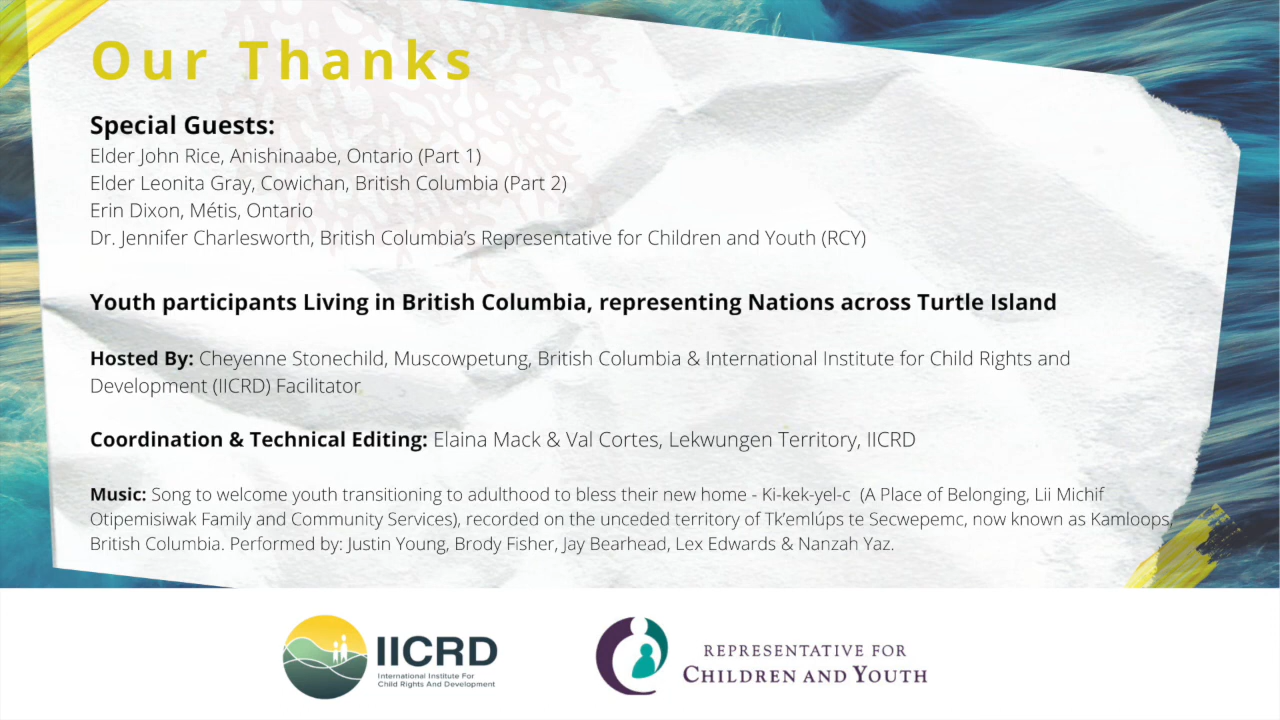 Our Thanks
Special Guests:
Elder John Rice, Anishinaabe, Ontario (Part 1)
Elder Leonita Gray, Cowichan, British Columbia (Part 2)
Erin Dixon, Métis, Ontario
Dr. Jennifer Charlesworth, British Columbia’s Representative for Children and Youth (RCY)
Youth participants Living in British Columbia, representing Nations across Turtle Island
Hosted By: Cheyenne Stonechild, Muscowpetung, British Columbia & International Institute for Child Rights and
Development (IICRD) Facilitator
Coordination & Technical Editing: Elaina Mack & Val Cortes, Lekwungen Territory, IICRD
Music: Song to welcome youth transitioning to adulthood to bless their new home - Ki-kek-yel-c (A Place of Belonging, Lii Michif
Otipemisiwak Family and Community Services), recorded on the unceded territory of Tk’emlúps te Secwepemc, now known as Kamloops,
British Columbia. Performed by: Justin Young, Brody Fisher, Jay Bearhead, Lex Edwards & Nanzah Yaz.
IICRD
International Institute For
Child Rights And Development
REPRESENTATIVE FOR
CHILDREN AND YOUTH